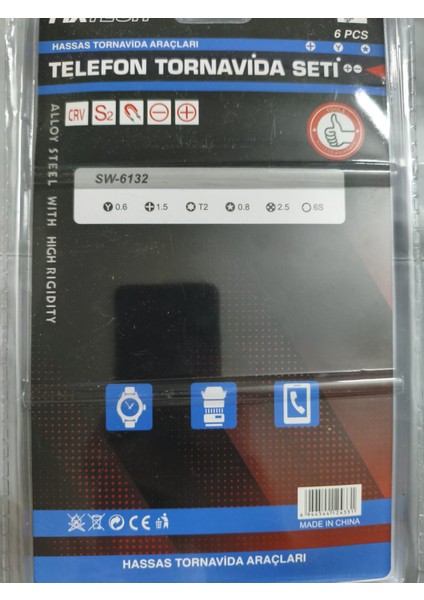 6 PCS
HASSAS TORNAVİDA ARAÇLARI
TELEFON TORNAVİDA SETİ
CRV S2
ALLOY STEEL WITH HIGH RIGIDITY
SW-6132
Y 0.6 1.5 T2 0.8 2.5 6S
MADE IN CHINA
CE
HASSAS TORNAVİDA ARAÇLARI